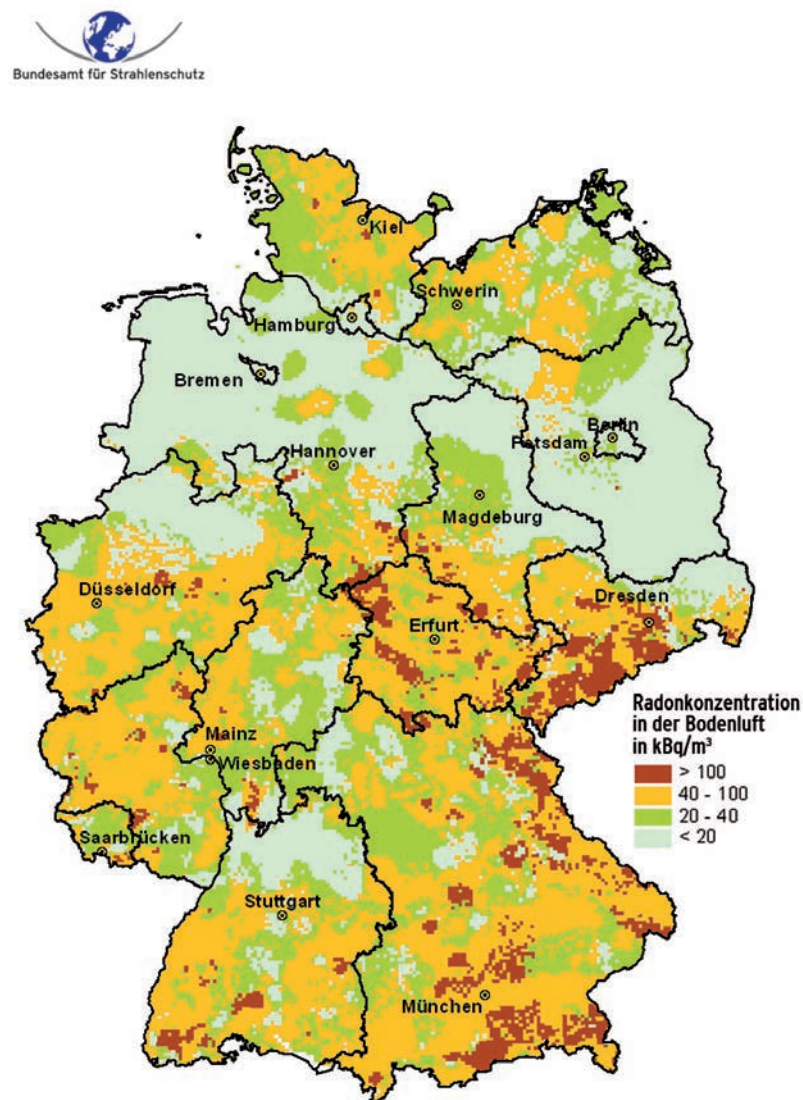 Bundesamt für Strahlenschutz
Kiel
Schwerin
Hamburg
Bremen
Berlin
Potsdam
Hannover
Magdeburg
Düsseldorf
Dresden
Erfurt
Radonkonzentration
in der Bodenluft
in kBq/m³
> 100
40 - 100
20 - 40
< 20
Mainz
Wiesbaden
Saarbrücken
Stuttgart
München